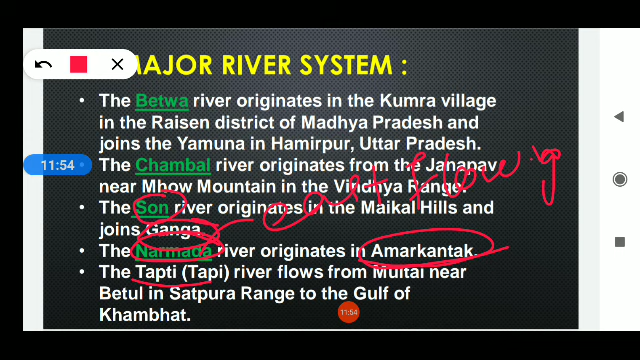 MAJOR RIVER SYSTEM :
• The Betwa river originates in the Kumra village
in the Raisen district of Madhya Pradesh and
joins the Yamuna in Hamirpur, Uttar Pradesh.
11:54
• The Chambal river originates from the Janapav
near Mhow Mountain in the Vindhya Range.
• The Son river originates in the Maikal Hills and
joins Ganga.
east flowig
• The Narmada river originates in Amarkantak.
• The Tapti (Tapi) river flows from Multai near
Betul in Satpura Range to the Gulf of
Khambhat.
11:54